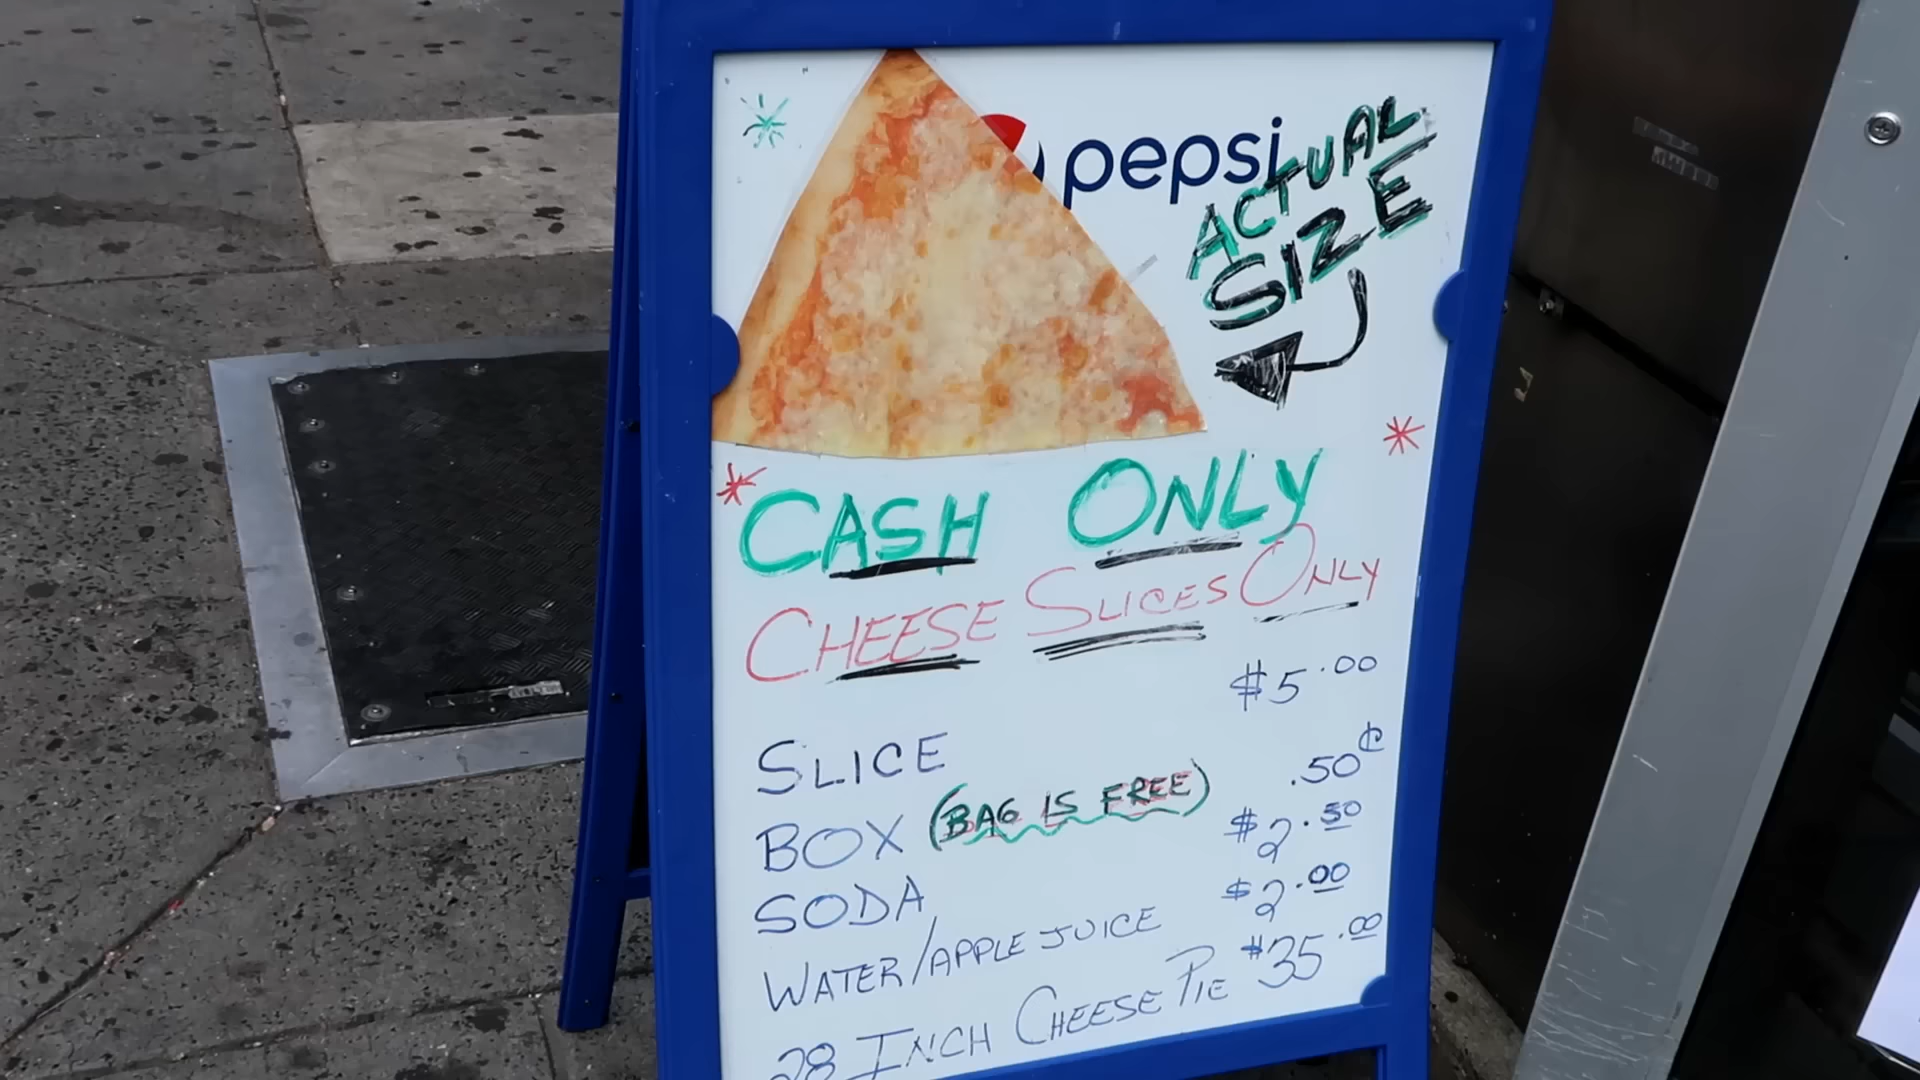 pepsi
ACTUAL
SIZE
CASH ONLY
CHEESE SLICES ONLY
SLICE $5.00
BOX (BAG IS FREE) .50¢
SODA $2.50
WATER/APPLE JUICE $2.00
28 INCH CHEESE PIE $35.00